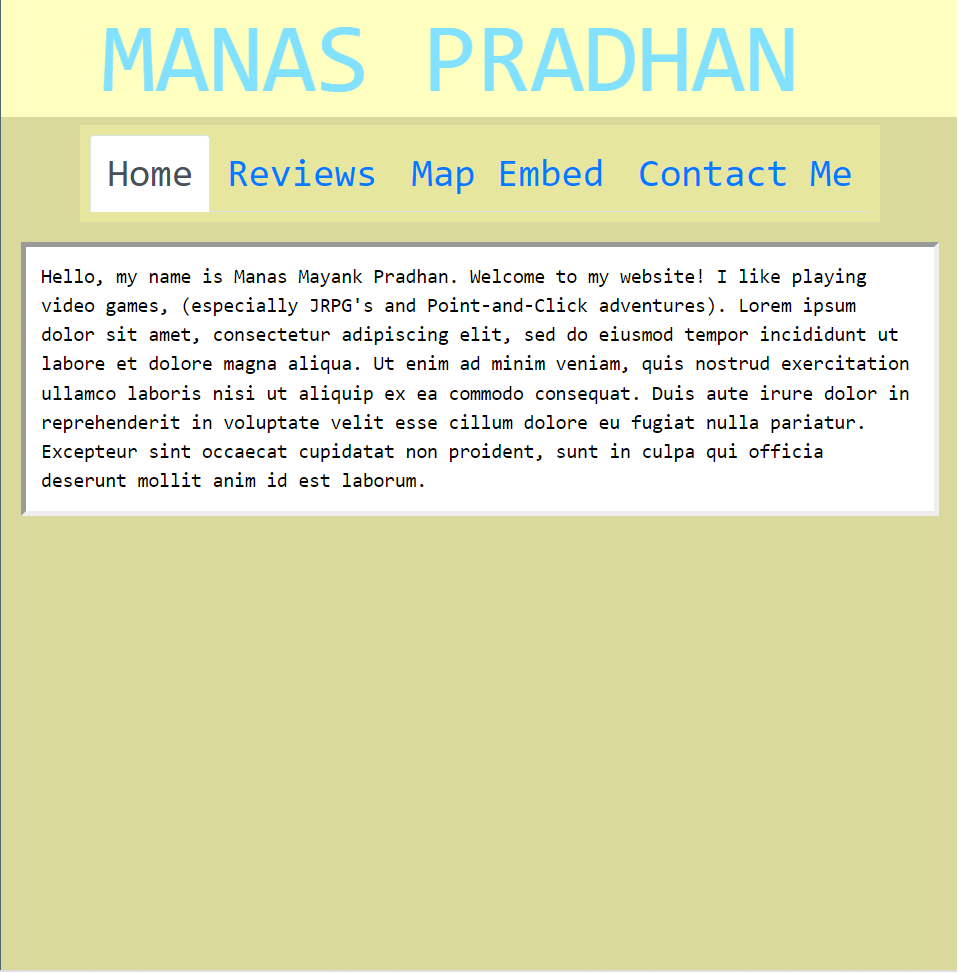 MANAS PRADHAN
Home Reviews Map Embed Contact Me
Hello, my name is Manas Mayank Pradhan. Welcome to my website! I like playing
video games, (especially JRPG's and Point-and-Click adventures). Lorem ipsum
dolor sit amet, consectetur adipiscing elit, sed do eiusmod tempor incididunt ut
labore et dolore magna aliqua. Ut enim ad minim veniam, quis nostrud exercitation
ullamco laboris nisi ut aliquip ex ea commodo consequat. Duis aute irure dolor in
reprehenderit in voluptate velit esse cillum dolore eu fugiat nulla pariatur.
Excepteur sint occaecat cupidatat non proident, sunt in culpa qui officia
deserunt mollit anim id est laborum.